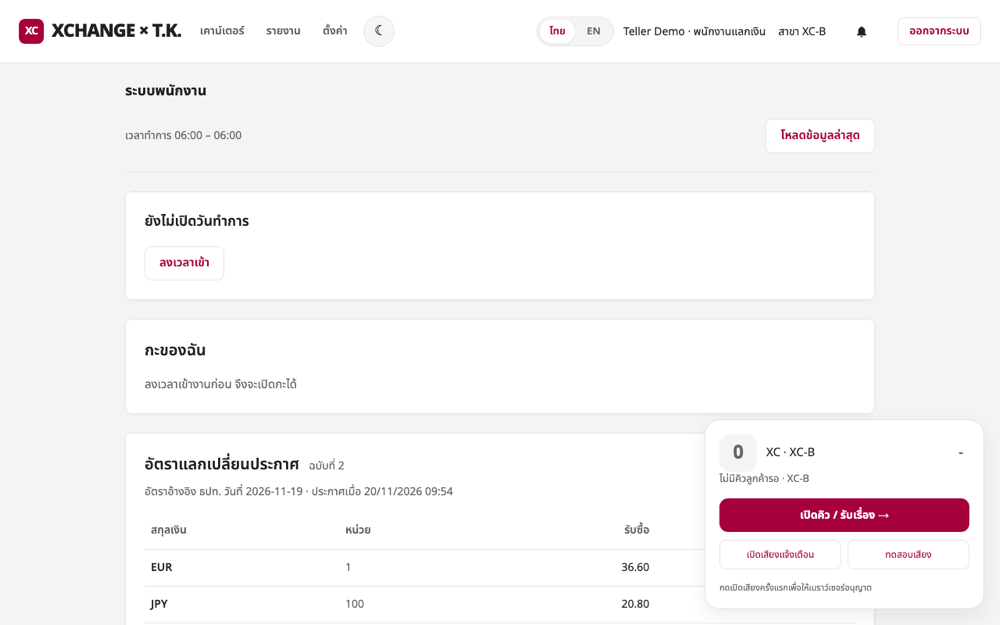 XC XCHANGE × T.K. เคาน์เตอร์ รายงาน ตั้งค่า ไทย EN Teller Demo · พนักงานแลกเงิน สาขา XC-B ออกจากระบบ
ระบบพนักงาน
เวลาทำการ 06:00 – 06:00
โหลดข้อมูลล่าสุด
ยังไม่เปิดวันทำการ
ลงเวลาเข้า
กะของฉัน
ลงเวลาเข้างานก่อน จึงจะเปิดกะได้
อัตราแลกเปลี่ยนประกาศ ฉบับที่ 2
อัตราอ้างอิง ธปท. วันที่ 2026-11-19 · ประกาศเมื่อ 20/11/2026 09:54
สกุลเงิน หน่วย รับซื้อ
EUR 1 36.60
JPY 100 20.80
0 XC · XC-B -
ไม่มีคิวลูกค้ารอ · XC-B
เปิดคิว / รับเรื่อง →
เปิดเสียงแจ้งเตือน ทดสอบเสียง
กดเปิดเสียงครั้งแรกเพื่อให้เบราว์เซอร์อนุญาต